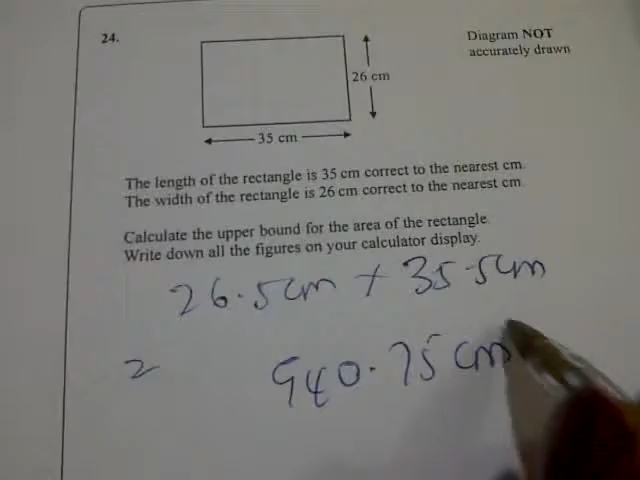 24.
Diagram NOT
accurately drawn
26 cm
35 cm
The length of the rectangle is 35 cm correct to the nearest cm.
The width of the rectangle is 26 cm correct to the nearest cm.
Calculate the upper bound for the area of the rectangle.
Write down all the figures on your calculator display.
26.5cm × 35.5cm
= 940.75 cm